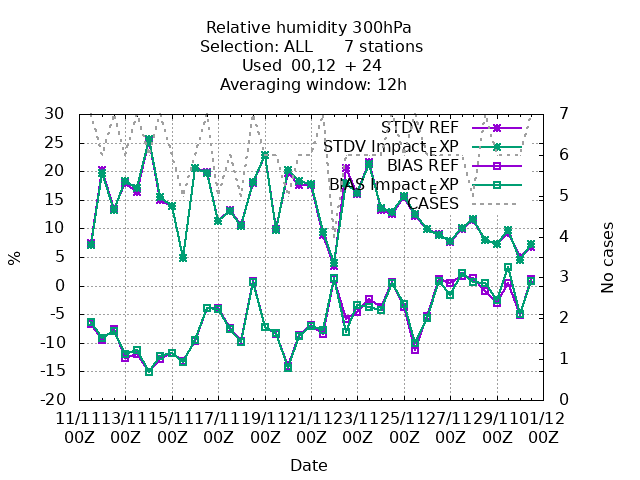 Relative humidity 300hPa
Selection: ALL 7 stations
Used 00,12 + 24
Averaging window: 12h
30
25
20
15
10
5
0
-5
-10
-15
-20
%
7
6
5
4
3
2
1
0
No cases
STDV REF
STDV Impact_EXP
BIAS REF
BIAS Impact_EXP
CASES
11/11 13/11 15/11 17/11 19/11 21/11 23/11 25/11 27/11 29/11 01/12
00Z 00Z 00Z 00Z 00Z 00Z 00Z 00Z 00Z 00Z 00Z
Date